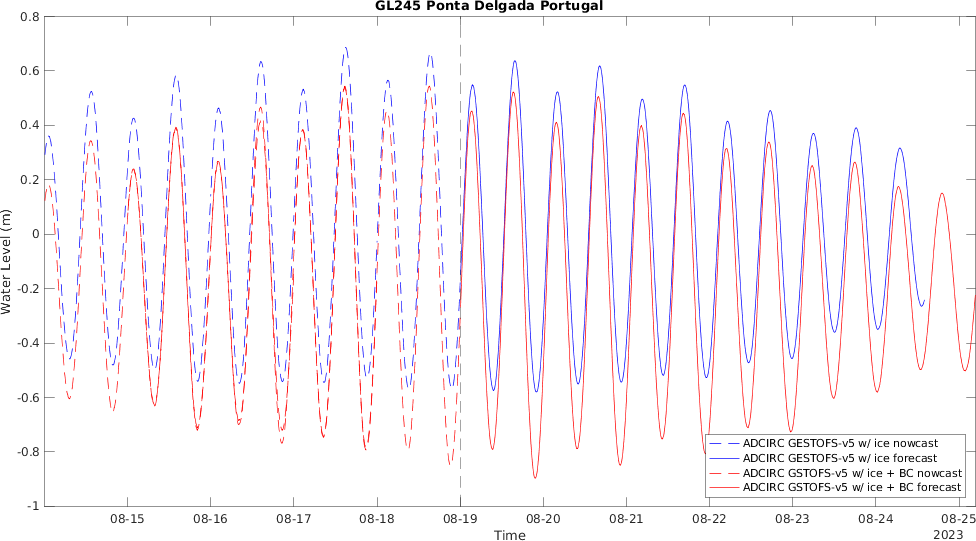 GL245 Ponta Delgada Portugal
0.8
0.6
0.4
0.2
0
-0.2
-0.4
-0.6
-0.8
-1
Water Level (m)
ADCIRC GESTOFS-v5 w/ ice nowcast
ADCIRC GESTOFS-v5 w/ ice forecast
ADCIRC GSTOFS-v5 w/ ice + BC nowcast
ADCIRC GSTOFS-v5 w/ ice + BC forecast
08-15 08-16 08-17 08-18 08-19 08-20 08-21 08-22 08-23 08-24 08-25
Time
2023